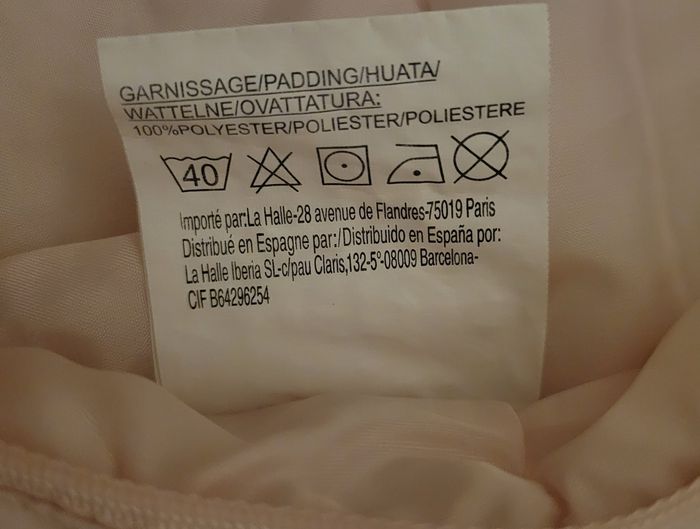 GARNISSAGE/PADDING/HUATA/
WATTELNE/OVATTATURA:
100%POLYESTER/POLIESTER/POLIESTERE
40
Importé par:La Halle-28 avenue de Flandres-75019 Paris
Distribué en Espagne par:/Distribuido en España por:
La Halle Iberia SL-c/pau Claris,132-5º-08009 Barcelona-
CIF B64296254